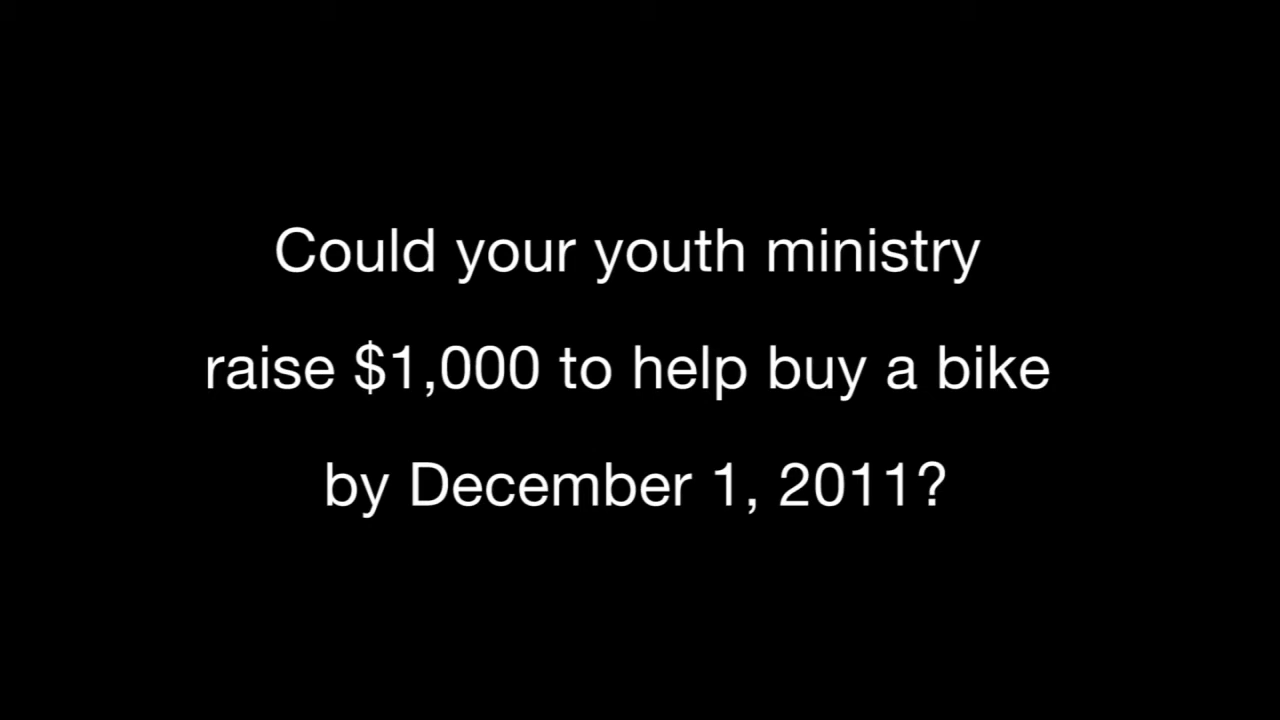 Could your youth ministry
raise $1,000 to help buy a bike
by December 1, 2011?